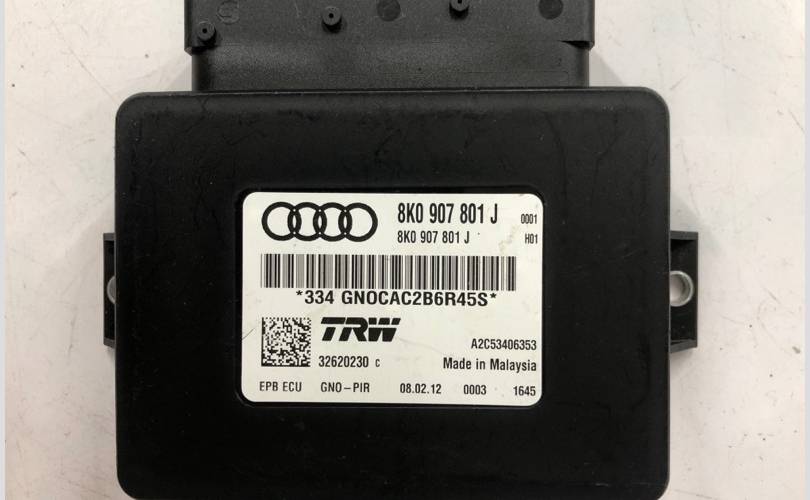 8K0 907 801 J 0001
8K0 907 801 J H01
*334 GNOCAC2B6R45S*
TRW
A2C53406353
32620230 C Made in Malaysia
EPB ECU GNO-PIR 08.02.12 0003 1645